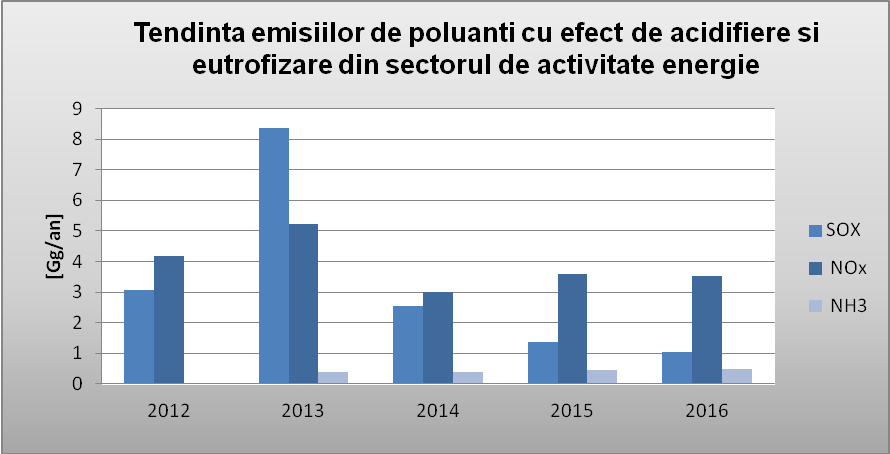 Tendinta emisiilor de poluanti cu efect de acidifiere si
eutrofizare din sectorul de activitate energie
9
8
7
6
5
4
3
2
1
0
[Gg/an]
2012
2013
2014
2015
2016
SOX
NOx
NH3